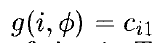 g(i, ϕ) = c_{i1}